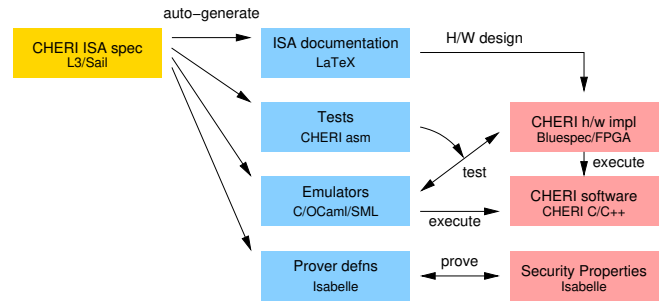 auto−generate
CHERI ISA spec
L3/Sail
ISA documentation
LaTeX
H/W design
Tests
CHERI asm
CHERI h/w impl
Bluespec/FPGA
test
execute
Emulators
C/OCaml/SML
execute
CHERI software
CHERI C/C++
Prover defns
Isabelle
prove
Security Properties
Isabelle